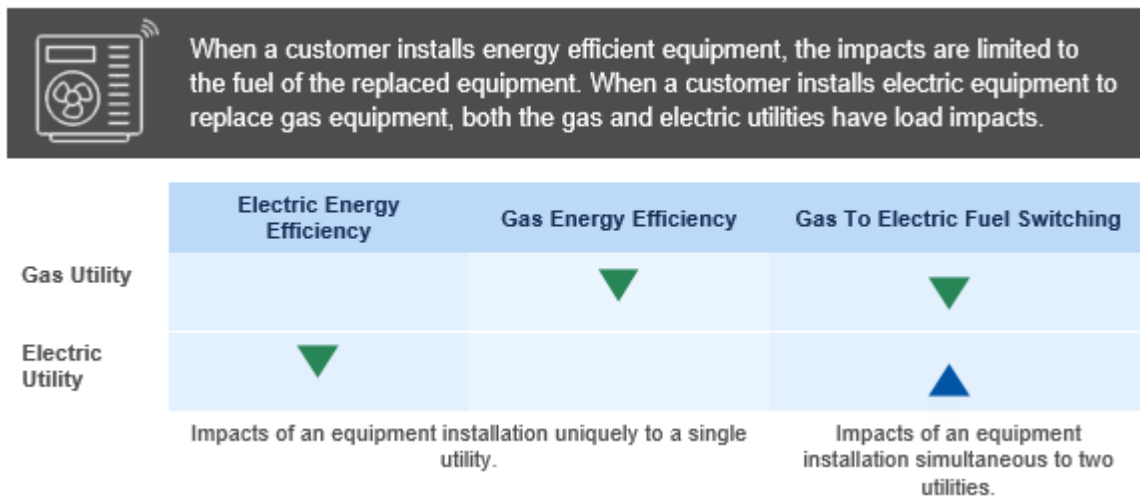 When a customer installs energy efficient equipment, the impacts are limited to
the fuel of the replaced equipment. When a customer installs electric equipment to
replace gas equipment, both the gas and electric utilities have load impacts.
Electric Energy
Efficiency
Gas Energy Efficiency
Gas To Electric Fuel Switching
Gas Utility
Electric
Utility
Impacts of an equipment installation uniquely to a single
utility.
Impacts of an equipment
installation simultaneous to two
utilities.